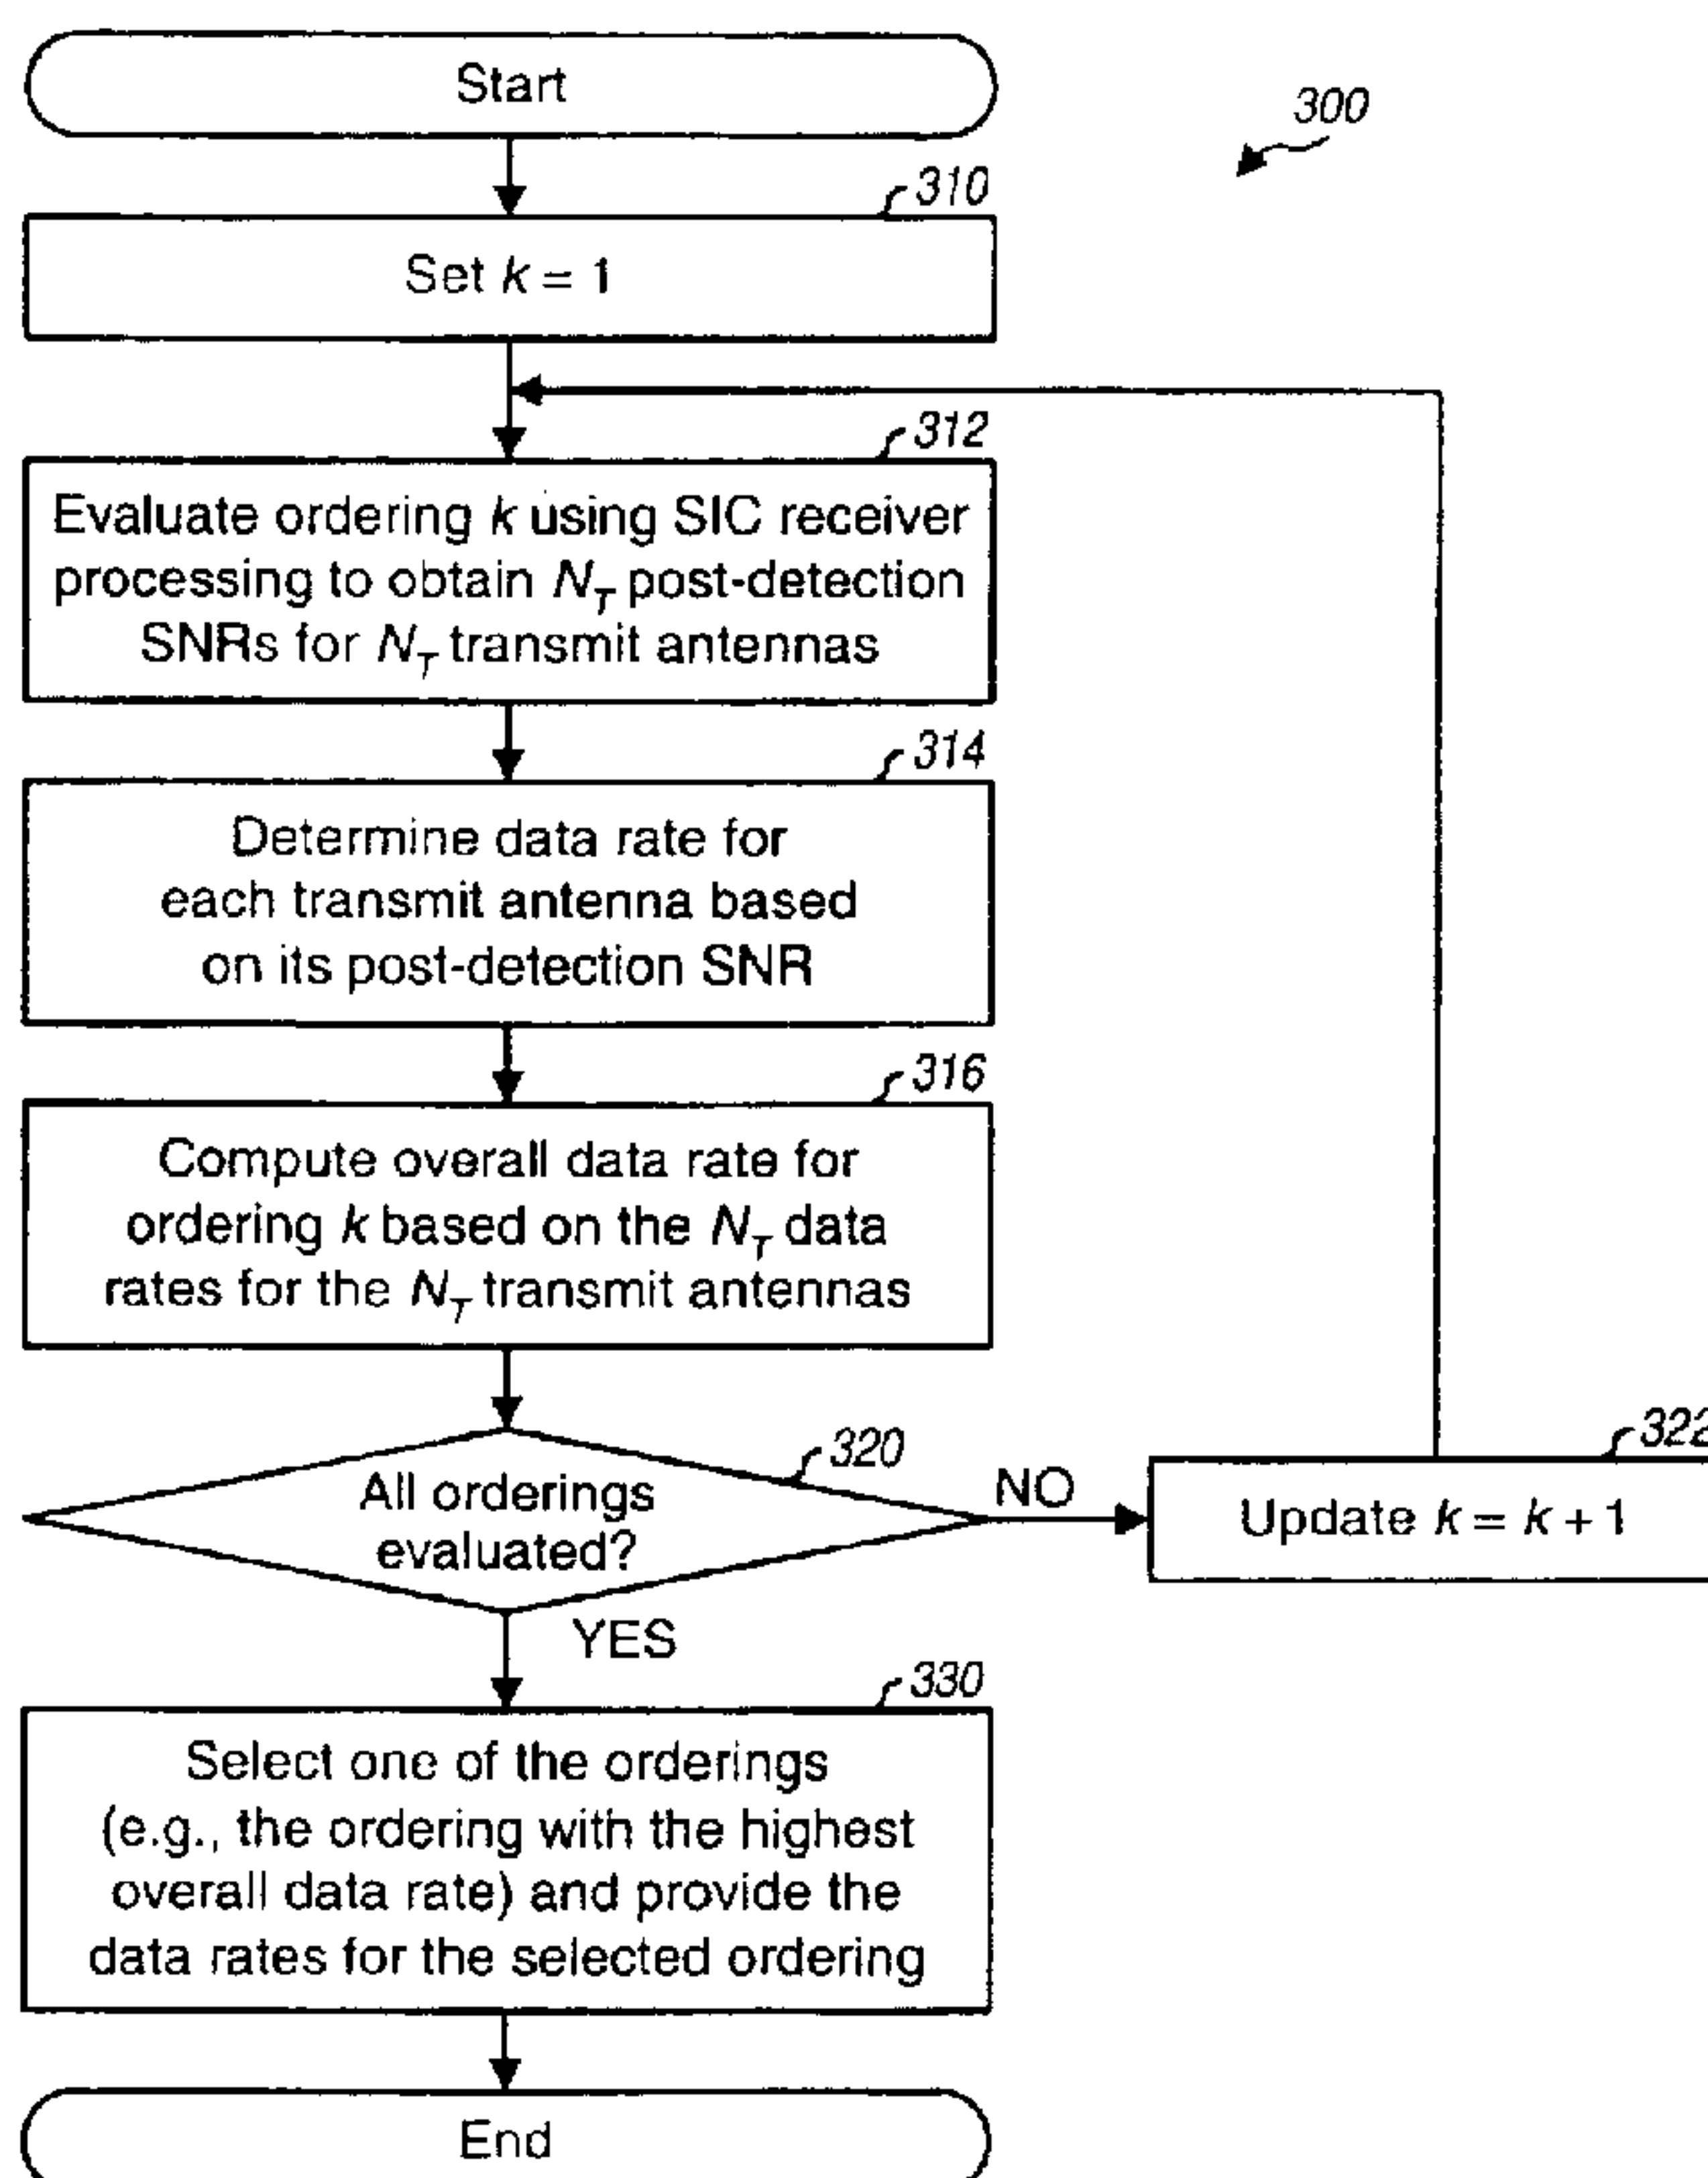 Start
300
310
Set k = 1
312
Evaluate ordering k using SIC receiver
processing to obtain N_T post-detection
SNRs for N_T transmit antennas
314
Determine data rate for
each transmit antenna based
on its post-detection SNR
316
Compute overall data rate for
ordering k based on the N_T data
rates for the N_T transmit antennas
320
All orderings
evaluated?
NO
322
Update k = k + 1
YES
330
Select one of the orderings
(e.g., the ordering with the highest
overall data rate) and provide the
data rates for the selected ordering
End